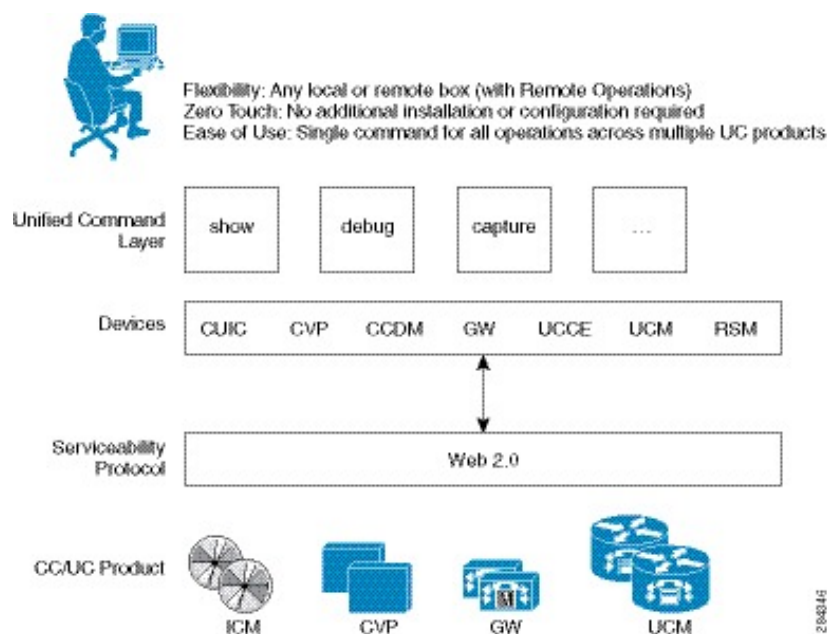 Flexibility: Any local or remote box (with Remote Operations)
Zero Touch: No additional installation or configuration required
Ease of Use: Single command for all operations across multiple UC products
Unified Command
Layer
show
debug
capture
...
Devices
CUIC
CVP
CCDM
GW
UCCE
UCM
RSM
Serviceability
Protocol
Web 2.0
CC/UC Product
ICM
CVP
GW
UCM
M
284346